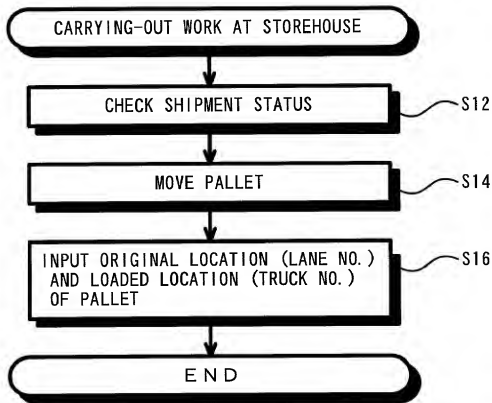 CARRYING-OUT WORK AT STOREHOUSE
CHECK SHIPMENT STATUS
S12
MOVE PALLET
S14
INPUT ORIGINAL LOCATION (LANE NO.)
AND LOADED LOCATION (TRUCK NO.)
OF PALLET
S16
END